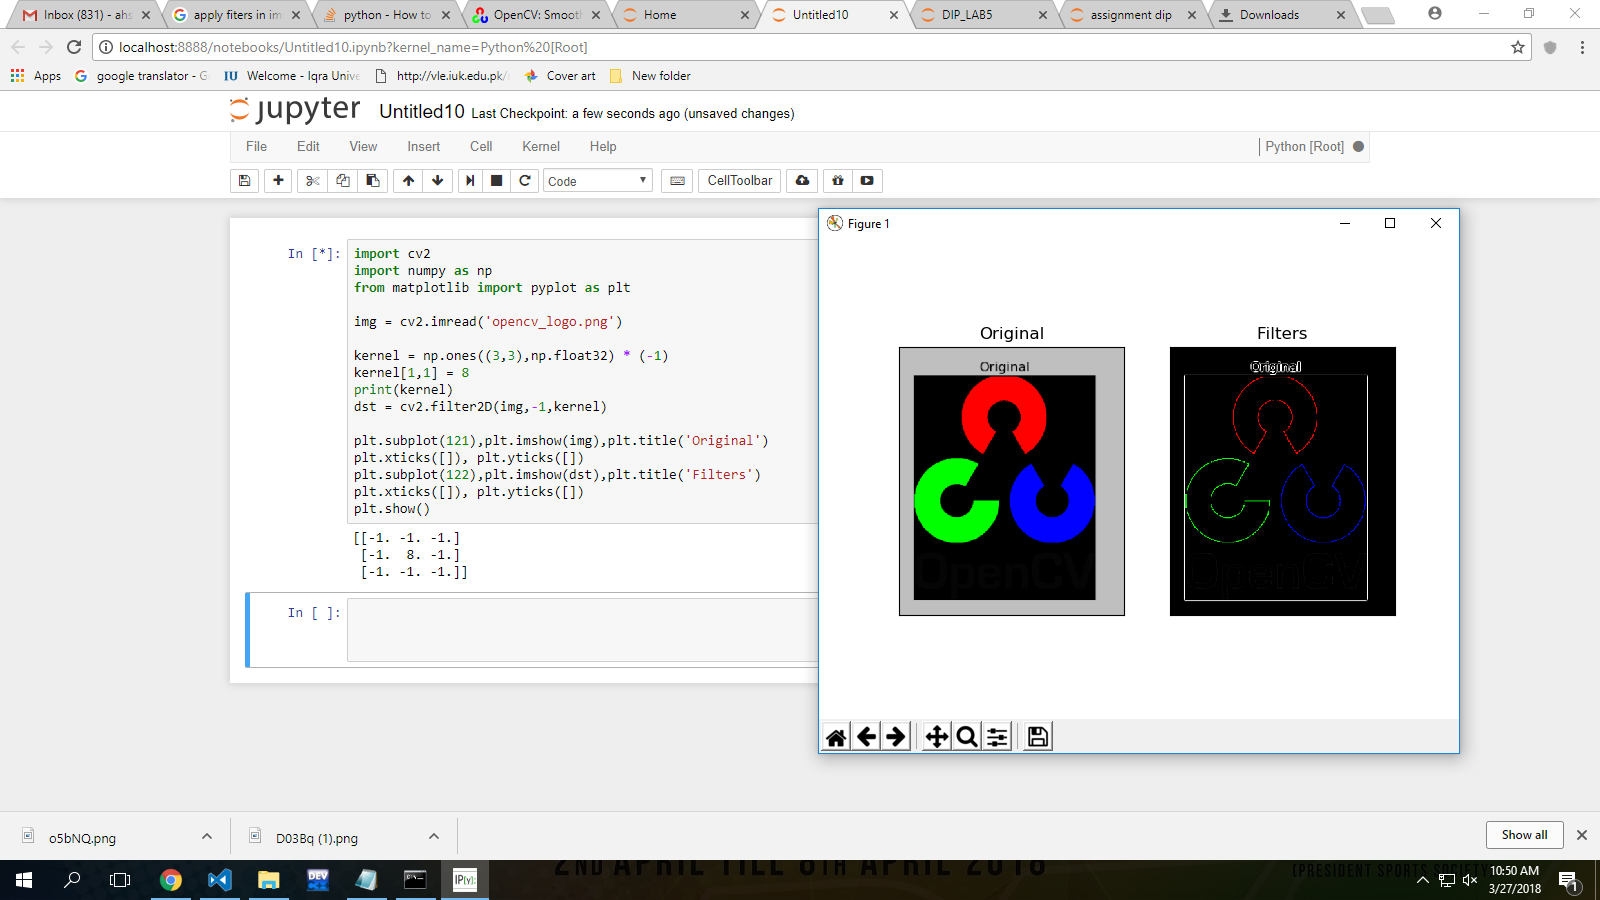 Inbox (831) - ahs
apply fiters in im
python - How to
OpenCV: Smooth
Home
Untitled10
DIP_LAB5
assignment dip
Downloads
localhost:8888/notebooks/Untitled10.ipynb?kernel_name=Python%20[Root]
Apps
google translator - G
IU Welcome - Iqra Unive
http://vle.iuk.edu.pk/
Cover art
New folder
jupyter Untitled10 Last Checkpoint: a few seconds ago (unsaved changes)
File Edit View Insert Cell Kernel Help Python [Root]
Code CellToolbar
Figure 1
In [*]:
import cv2
import numpy as np
from matplotlib import pyplot as plt
img = cv2.imread('opencv_logo.png')
kernel = np.ones((3,3),np.float32) * (-1)
kernel[1,1] = 8
print(kernel)
dst = cv2.filter2D(img,-1,kernel)
plt.subplot(121),plt.imshow(img),plt.title('Original')
plt.xticks([]), plt.yticks([])
plt.subplot(122),plt.imshow(dst),plt.title('Filters')
plt.xticks([]), plt.yticks([])
plt.show()
[[-1. -1. -1.]
[-1. 8. -1.]
[-1. -1. -1.]]
In [ ]:
Original
Filters
Original
Original
OpenCV
OpenCV
o5bNQ.png
D03Bq (1).png
Show all
2ND APRIL TILL 8TH APRIL 2018
(PRESIDENT SPORTS SOCIETY
DEV
IP[y]:
10:50 AM
3/27/2018
1